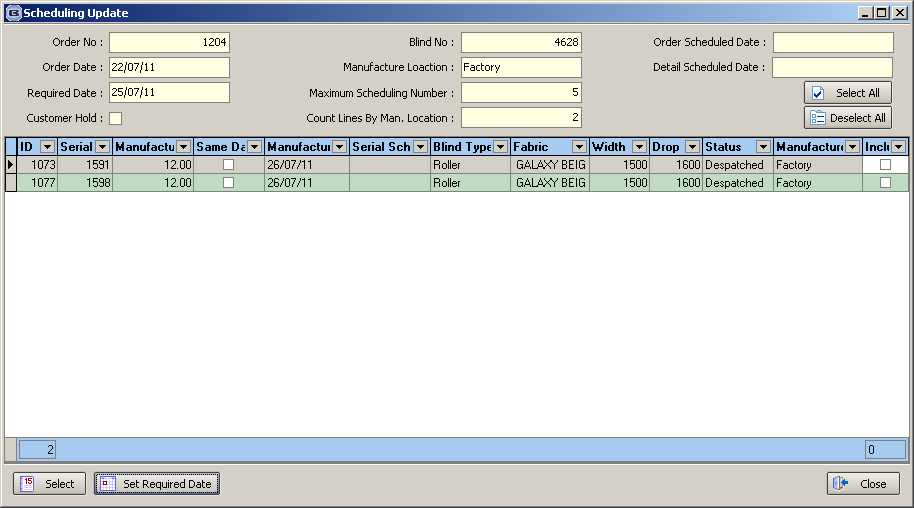 Scheduling Update
Order No : 1204 Blind No : 4628 Order Scheduled Date :
Order Date : 22/07/11 Manufacture Loaction : Factory Detail Scheduled Date :
Required Date : 25/07/11 Maximum Scheduling Number : 5 Select All
Customer Hold : Count Lines By Man. Location : 2 Deselect All
ID Serial Manufactu Same Da Manufactur Serial Sch Blind Type Fabric Width Drop Status Manufacture Inclu
1073 1591 12.00 26/07/11 Roller GALAXY BEIG 1500 1600 Despatched Factory
1077 1598 12.00 26/07/11 Roller GALAXY BEIG 1500 1600 Despatched Factory
2 0
15 Select Set Required Date Close